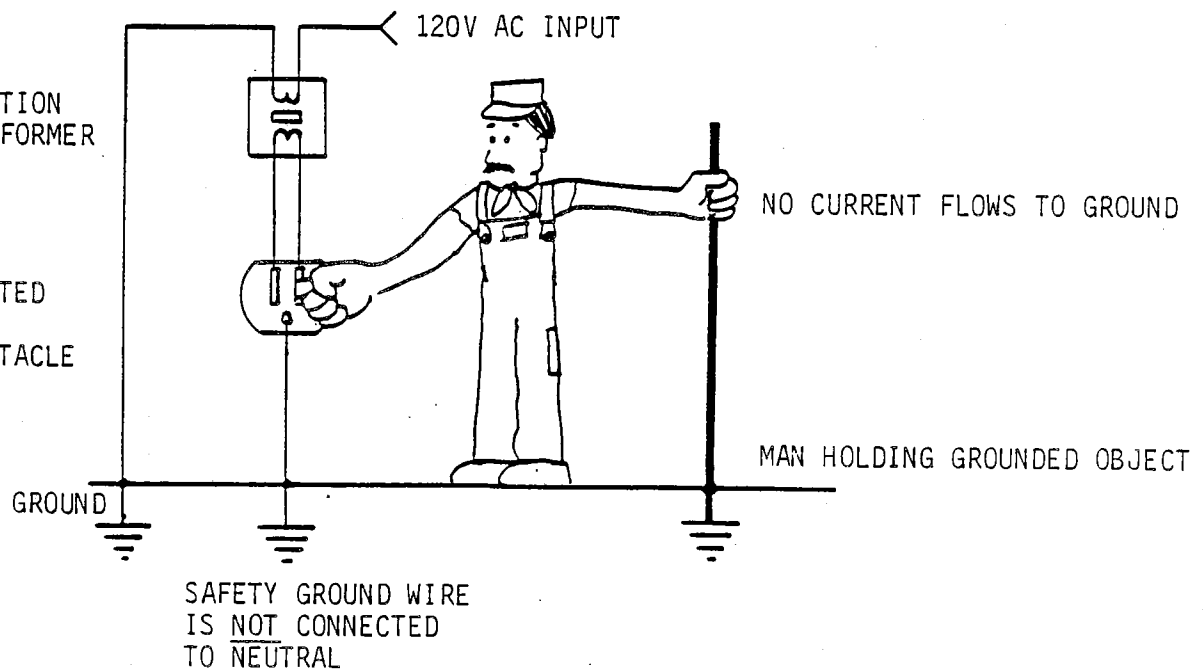 120V AC INPUT
TION
FORMER
NO CURRENT FLOWS TO GROUND
TED
TACLE
MAN HOLDING GROUNDED OBJECT
GROUND
SAFETY GROUND WIRE
IS NOT CONNECTED
TO NEUTRAL